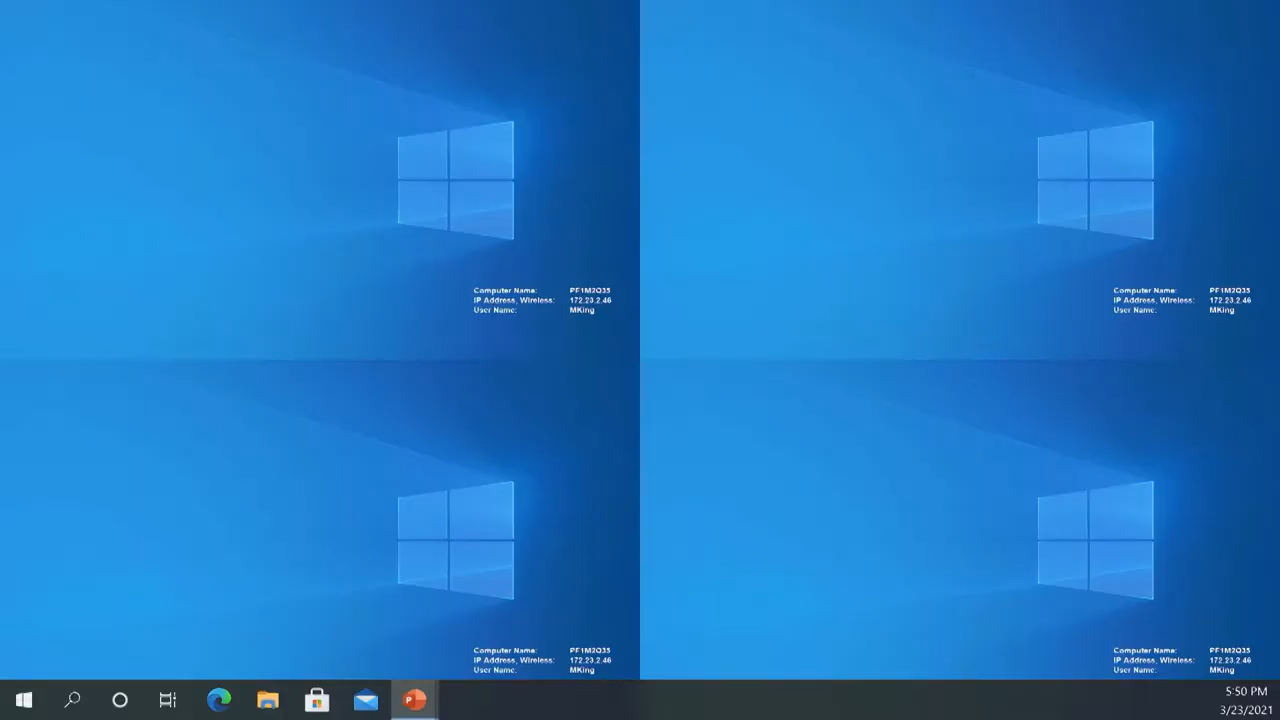 Computer Name: PF1M2Q35
IP Address, Wireless: 172.23.2.46
User Name: MKing
Computer Name: PF1M2Q35
IP Address, Wireless: 172.23.2.46
User Name: MKing
Computer Name: PF1M2Q35
IP Address, Wireless: 172.23.2.46
User Name: MKing
Computer Name: PF1M2Q35
IP Address, Wireless: 172.23.2.46
User Name: MKing
P
5:50 PM
3/23/2021